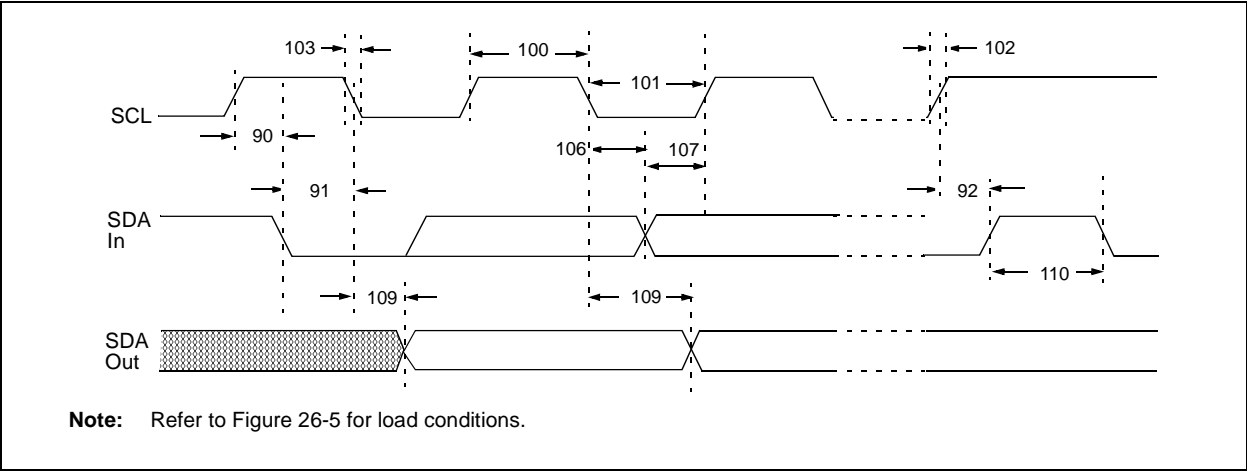 103
100
102
101
SCL
90
106
107
91
92
SDA
In
110
109
109
SDA
Out
Note: Refer to Figure 26-5 for load conditions.